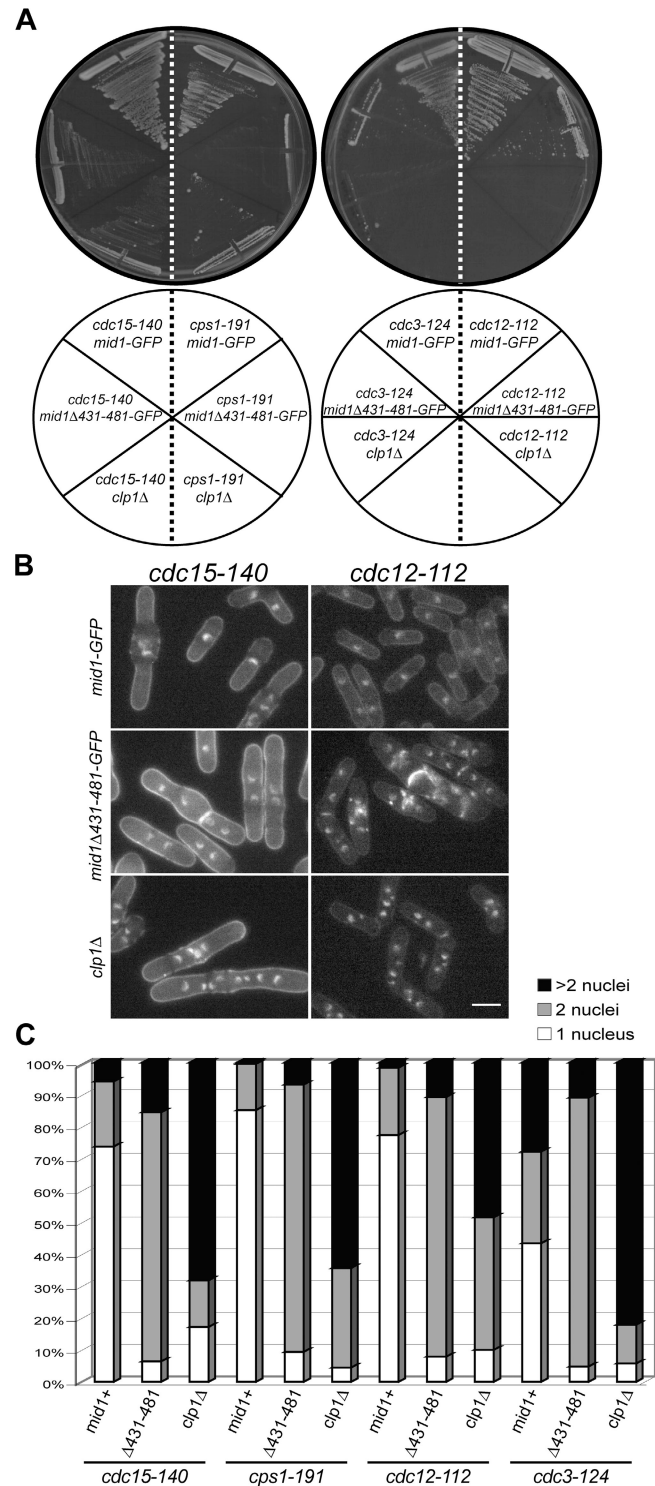 A
cdc15-140
mid1-GFP
cps1-191
mid1-GFP
cdc15-140
mid1Δ431-481-GFP
cps1-191
mid1Δ431-481-GFP
cdc15-140
clp1Δ
cps1-191
clp1Δ
cdc3-124
mid1-GFP
cdc12-112
mid1-GFP
cdc3-124
mid1Δ431-481-GFP
cdc12-112
mid1Δ431-481-GFP
cdc3-124
clp1Δ
cdc12-112
clp1Δ
B
cdc15-140
cdc12-112
mid1-GFP
mid1Δ431-481-GFP
clp1Δ
>2 nuclei
2 nuclei
1 nucleus
C
100%
90%
80%
70%
60%
50%
40%
30%
20%
10%
0%
mid1+
Δ431-481
clp1Δ
mid1+
Δ431-481
clp1Δ
mid1+
Δ431-481
clp1Δ
mid1+
Δ431-481
clp1Δ
cdc15-140
cps1-191
cdc12-112
cdc3-124